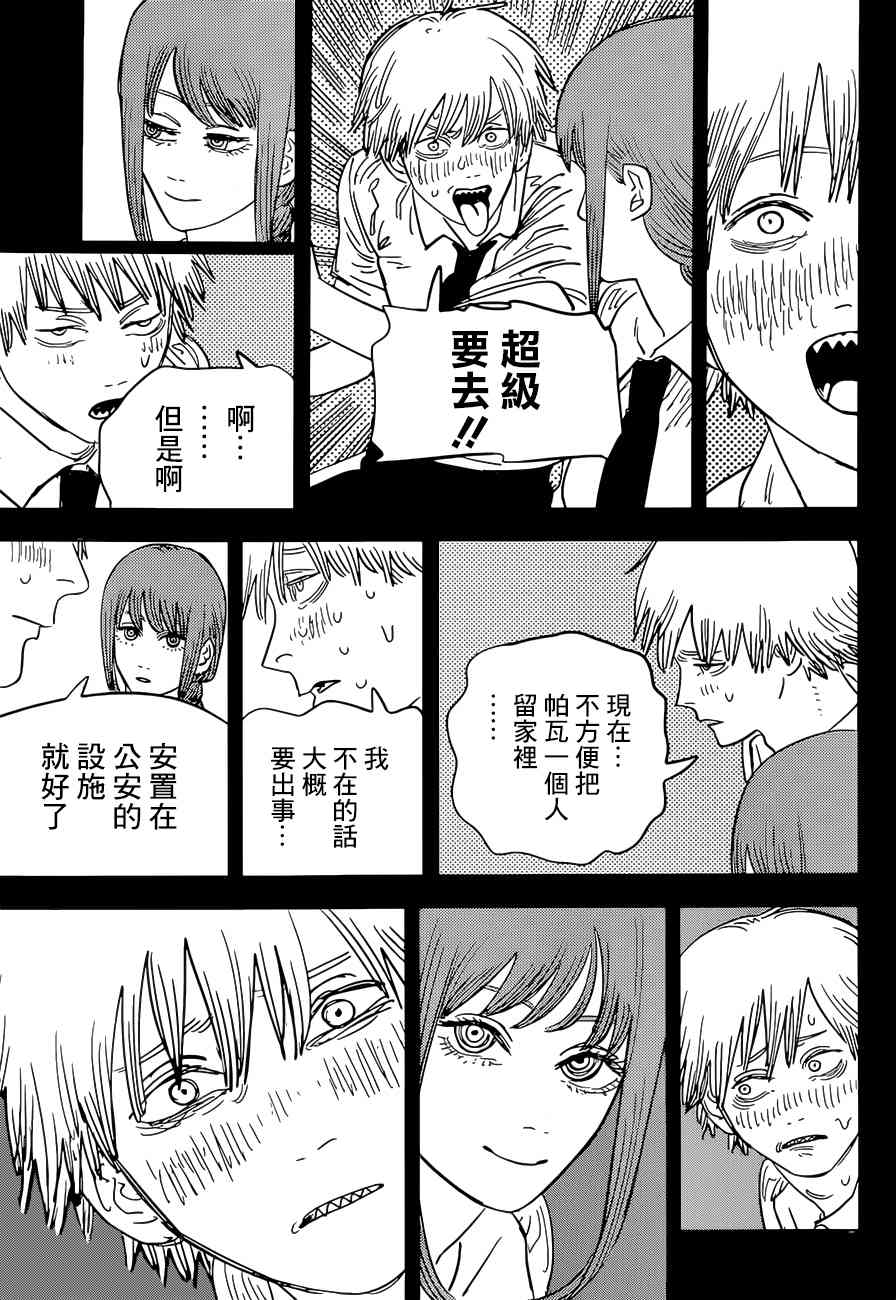 超級
要去!!
啊…
……
但是啊
現在…
不方便把
帕瓦一個人
留家裡
……
我
不在的話
大概
要出事…
安置在
公安的
設施
就好了